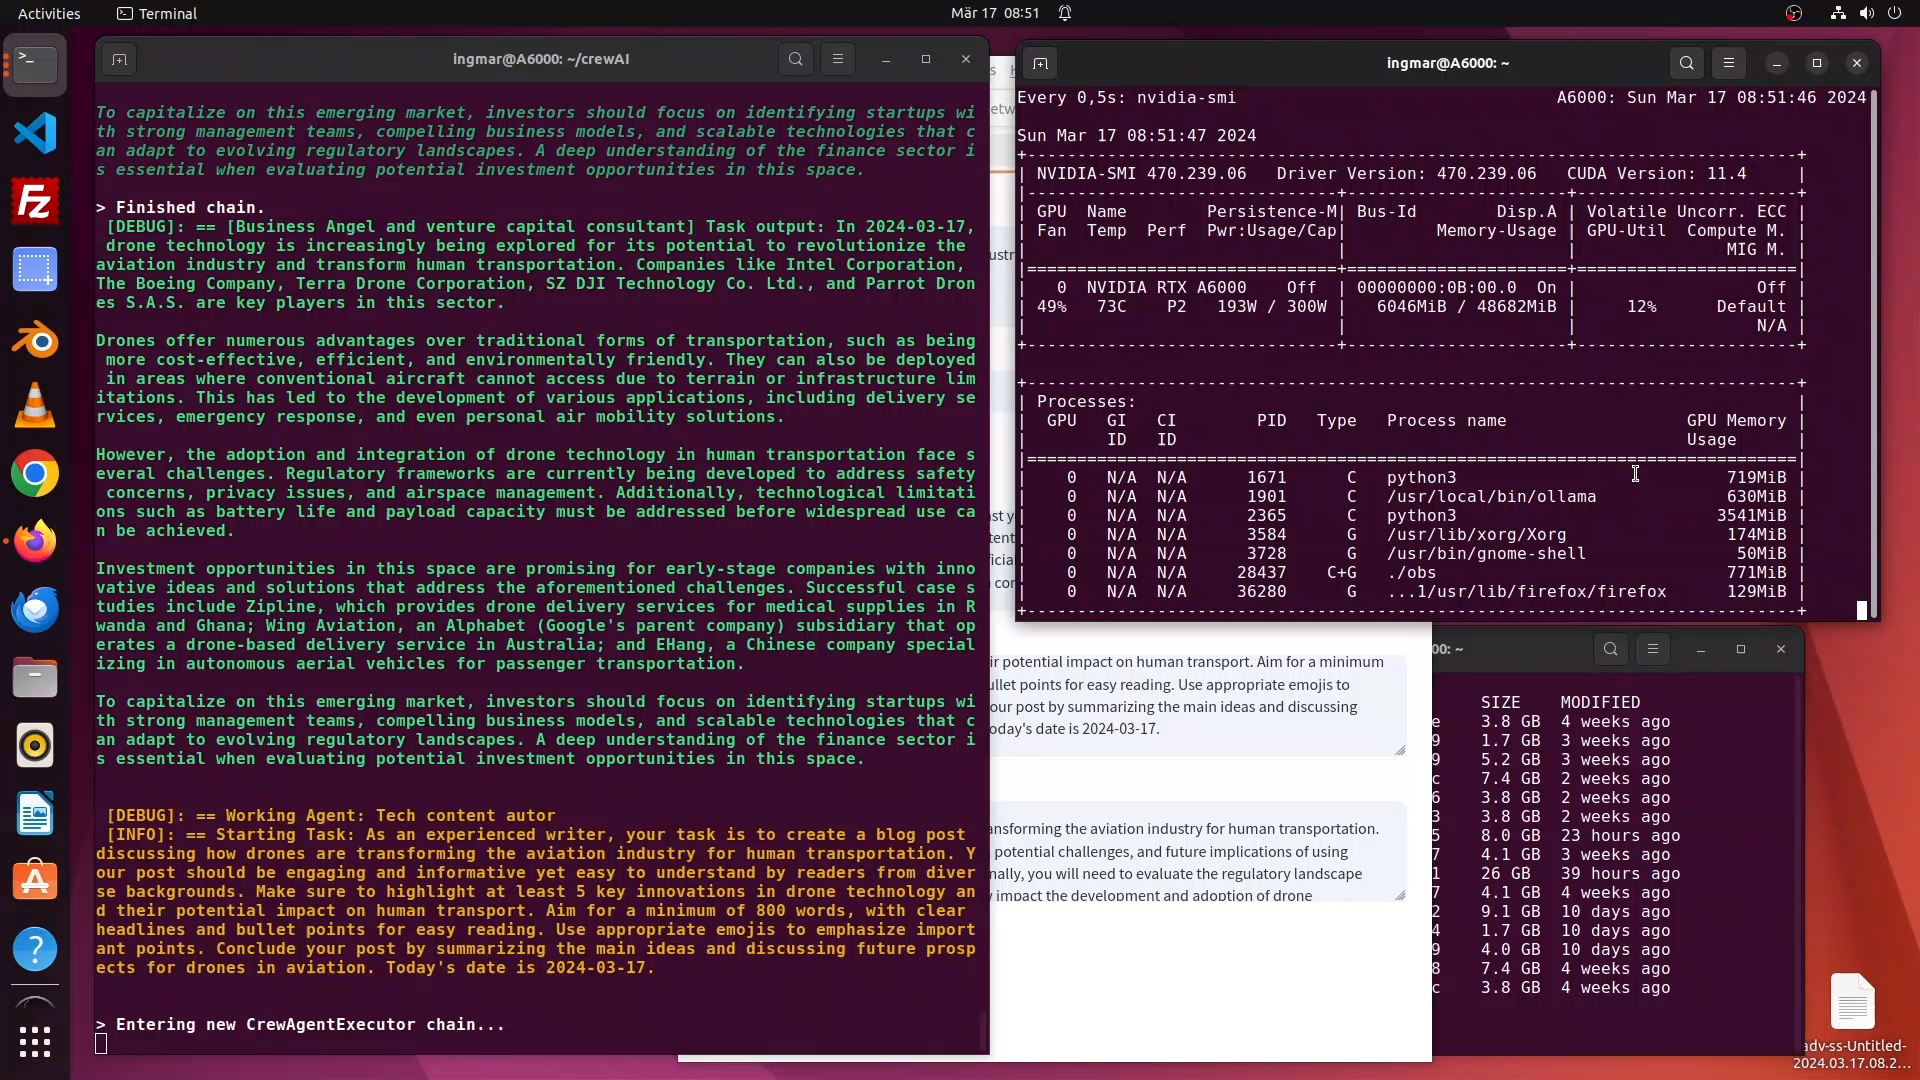 Activities
Terminal
Mär 17 08:51
ingmar@A6000: ~/crewAI
To capitalize on this emerging market, investors should focus on identifying startups wi
th strong management teams, compelling business models, and scalable technologies that c
an adapt to evolving regulatory landscapes. A deep understanding of the finance sector i
s essential when evaluating potential investment opportunities in this space.
> Finished chain.
[DEBUG]: == [Business Angel and venture capital consultant] Task output: In 2024-03-17,
drone technology is increasingly being explored for its potential to revolutionize the
aviation industry and transform human transportation. Companies like Intel Corporation,
The Boeing Company, Terra Drone Corporation, SZ DJI Technology Co. Ltd., and Parrot Dron
es S.A.S. are key players in this sector.
Drones offer numerous advantages over traditional forms of transportation, such as being
more cost-effective, efficient, and environmentally friendly. They can also be deployed
in areas where conventional aircraft cannot access due to terrain or infrastructure lim
itations. This has led to the development of various applications, including delivery se
rvices, emergency response, and even personal air mobility solutions.
However, the adoption and integration of drone technology in human transportation face s
everal challenges. Regulatory frameworks are currently being developed to address safety
concerns, privacy issues, and airspace management. Additionally, technological limitati
ons such as battery life and payload capacity must be addressed before widespread use ca
n be achieved.
Investment opportunities in this space are promising for early-stage companies with inno
vative ideas and solutions that address the aforementioned challenges. Successful case s
tudies include Zipline, which provides drone delivery services for medical supplies in R
wanda and Ghana; Wing Aviation, an Alphabet (Google's parent company) subsidiary that op
erates a drone-based delivery service in Australia; and EHang, a Chinese company special
izing in autonomous aerial vehicles for passenger transportation.
To capitalize on this emerging market, investors should focus on identifying startups wi
th strong management teams, compelling business models, and scalable technologies that c
an adapt to evolving regulatory landscapes. A deep understanding of the finance sector i
s essential when evaluating potential investment opportunities in this space.
[DEBUG]: == Working Agent: Tech content autor
[INFO]: == Starting Task: As an experienced writer, your task is to create a blog post
discussing how drones are transforming the aviation industry for human transportation. Y
our post should be engaging and informative yet easy to understand by readers from diver
se backgrounds. Make sure to highlight at least 5 key innovations in drone technology an
d their potential impact on human transport. Aim for a minimum of 800 words, with clear
headlines and bullet points for easy reading. Use appropriate emojis to emphasize import
ant points. Conclude your post by summarizing the main ideas and discussing future prosp
ects for drones in aviation. Today's date is 2024-03-17.
> Entering new CrewAgentExecutor chain...
ingmar@A6000: ~
Every 0,5s: nvidia-smi A6000: Sun Mar 17 08:51:46 2024
Sun Mar 17 08:51:47 2024
NVIDIA-SMI 470.239.06 Driver Version: 470.239.06 CUDA Version: 11.4
GPU Name Persistence-M| Bus-Id Disp.A | Volatile Uncorr. ECC
Fan Temp Perf Pwr:Usage/Cap| Memory-Usage | GPU-Util Compute M.
MIG M.
0 NVIDIA RTX A6000 Off | 00000000:0B:00.0 On | Off
49% 73C P2 193W / 300W | 6046MiB / 48682MiB | 12% Default
N/A
Processes:
GPU GI CI PID Type Process name GPU Memory
ID ID Usage
0 N/A N/A 1671 C python3 719MiB
0 N/A N/A 1901 C /usr/local/bin/ollama 630MiB
0 N/A N/A 2365 C python3 3541MiB
0 N/A N/A 3584 G /usr/lib/xorg/Xorg 174MiB
0 N/A N/A 3728 G /usr/bin/gnome-shell 50MiB
0 N/A N/A 28437 C+G ./obs 771MiB
0 N/A N/A 36280 G ...1/usr/lib/firefox/firefox 129MiB
ir potential impact on human transport. Aim for a minimum
ullet points for easy reading. Use appropriate emojis to
our post by summarizing the main ideas and discussing
oday's date is 2024-03-17.
ansforming the aviation industry for human transportation.
potential challenges, and future implications of using
nally, you will need to evaluate the regulatory landscape
y impact the development and adoption of drone
00: ~
SIZE MODIFIED
e 3.8 GB 4 weeks ago
9 1.7 GB 3 weeks ago
9 5.2 GB 3 weeks ago
c 7.4 GB 2 weeks ago
6 3.8 GB 2 weeks ago
3 3.8 GB 2 weeks ago
5 8.0 GB 23 hours ago
7 4.1 GB 3 weeks ago
1 26 GB 39 hours ago
7 4.1 GB 4 weeks ago
2 9.1 GB 10 days ago
4 1.7 GB 10 days ago
9 4.0 GB 10 days ago
8 7.4 GB 4 weeks ago
c 3.8 GB 4 weeks ago
adv-ss-Untitled-
2024.03.17.08.2...